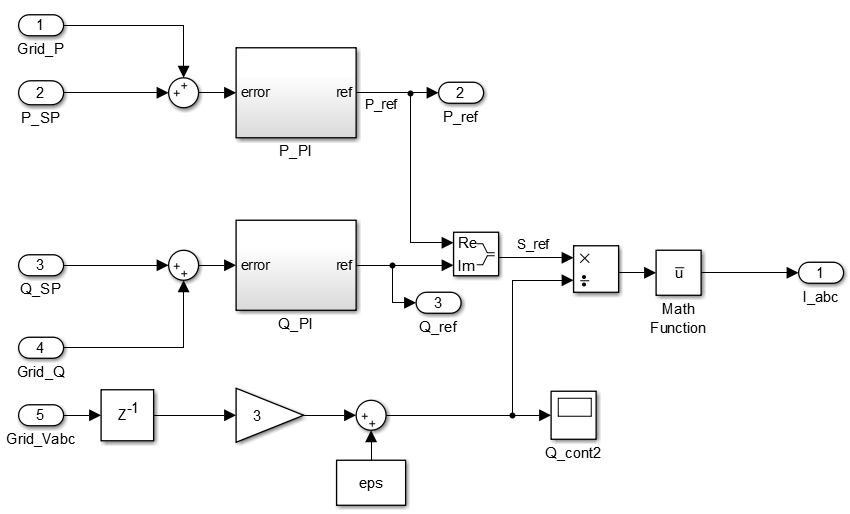 1
Grid_P
2
P_SP
+
+
error
ref
P_PI
P_ref
2
P_ref
3
Q_SP
+
+
error
ref
Q_PI
Re
Im
S_ref
×
÷
u̅
Math
Function
1
I_abc
3
Q_ref
4
Grid_Q
5
Grid_Vabc
Z-1
3
+
+
eps
Q_cont2